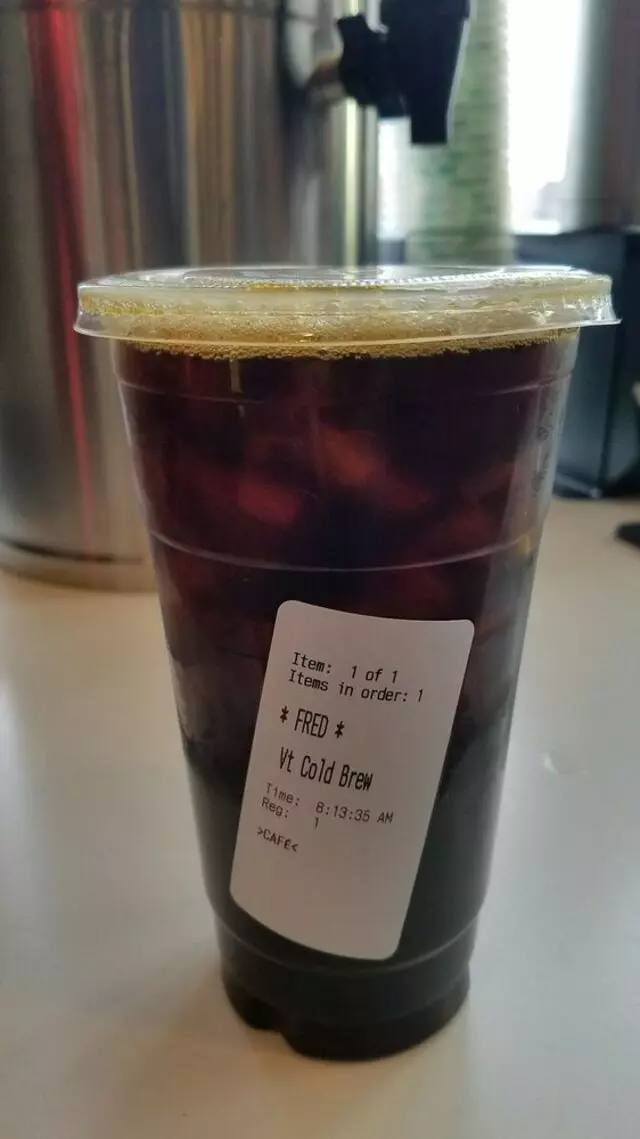 Item: 1 of 1
Items in order: 1
* FRED *
Vt Cold Brew
Time: 8:13:35 AM
Reg: 1
>CAFE<